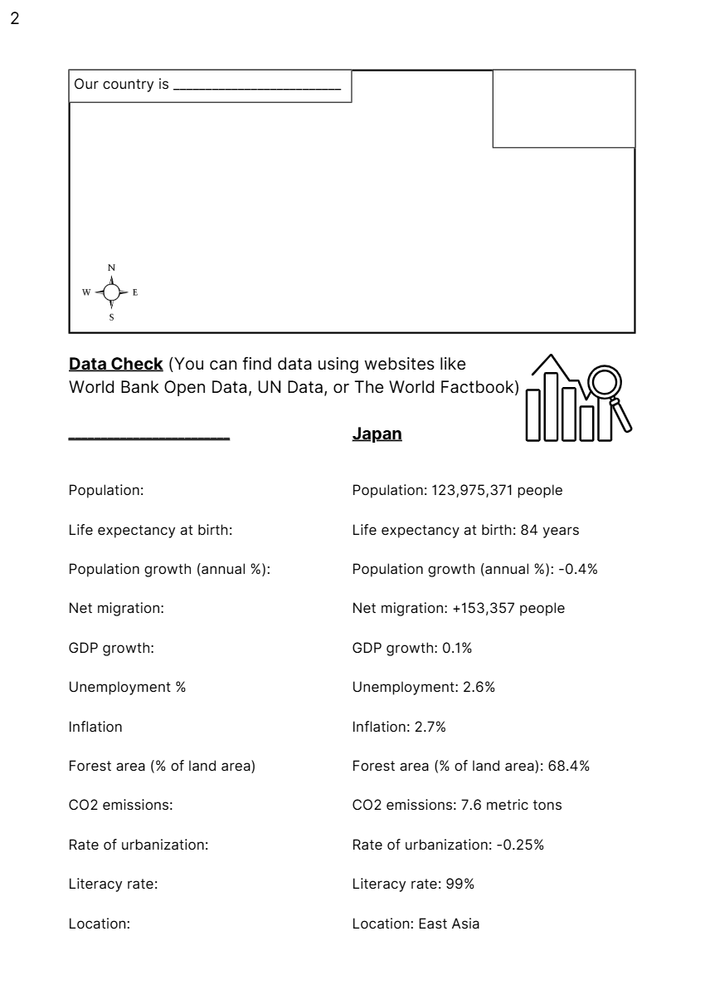 2
Our country is __________________________
N
W E
S
Data Check (You can find data using websites like
World Bank Open Data, UN Data, or The World Factbook)
_________________________ Japan
Population: Population: 123,975,371 people
Life expectancy at birth: Life expectancy at birth: 84 years
Population growth (annual %): Population growth (annual %): -0.4%
Net migration: Net migration: +153,357 people
GDP growth: GDP growth: 0.1%
Unemployment % Unemployment: 2.6%
Inflation Inflation: 2.7%
Forest area (% of land area) Forest area (% of land area): 68.4%
CO2 emissions: CO2 emissions: 7.6 metric tons
Rate of urbanization: Rate of urbanization: -0.25%
Literacy rate: Literacy rate: 99%
Location: Location: East Asia